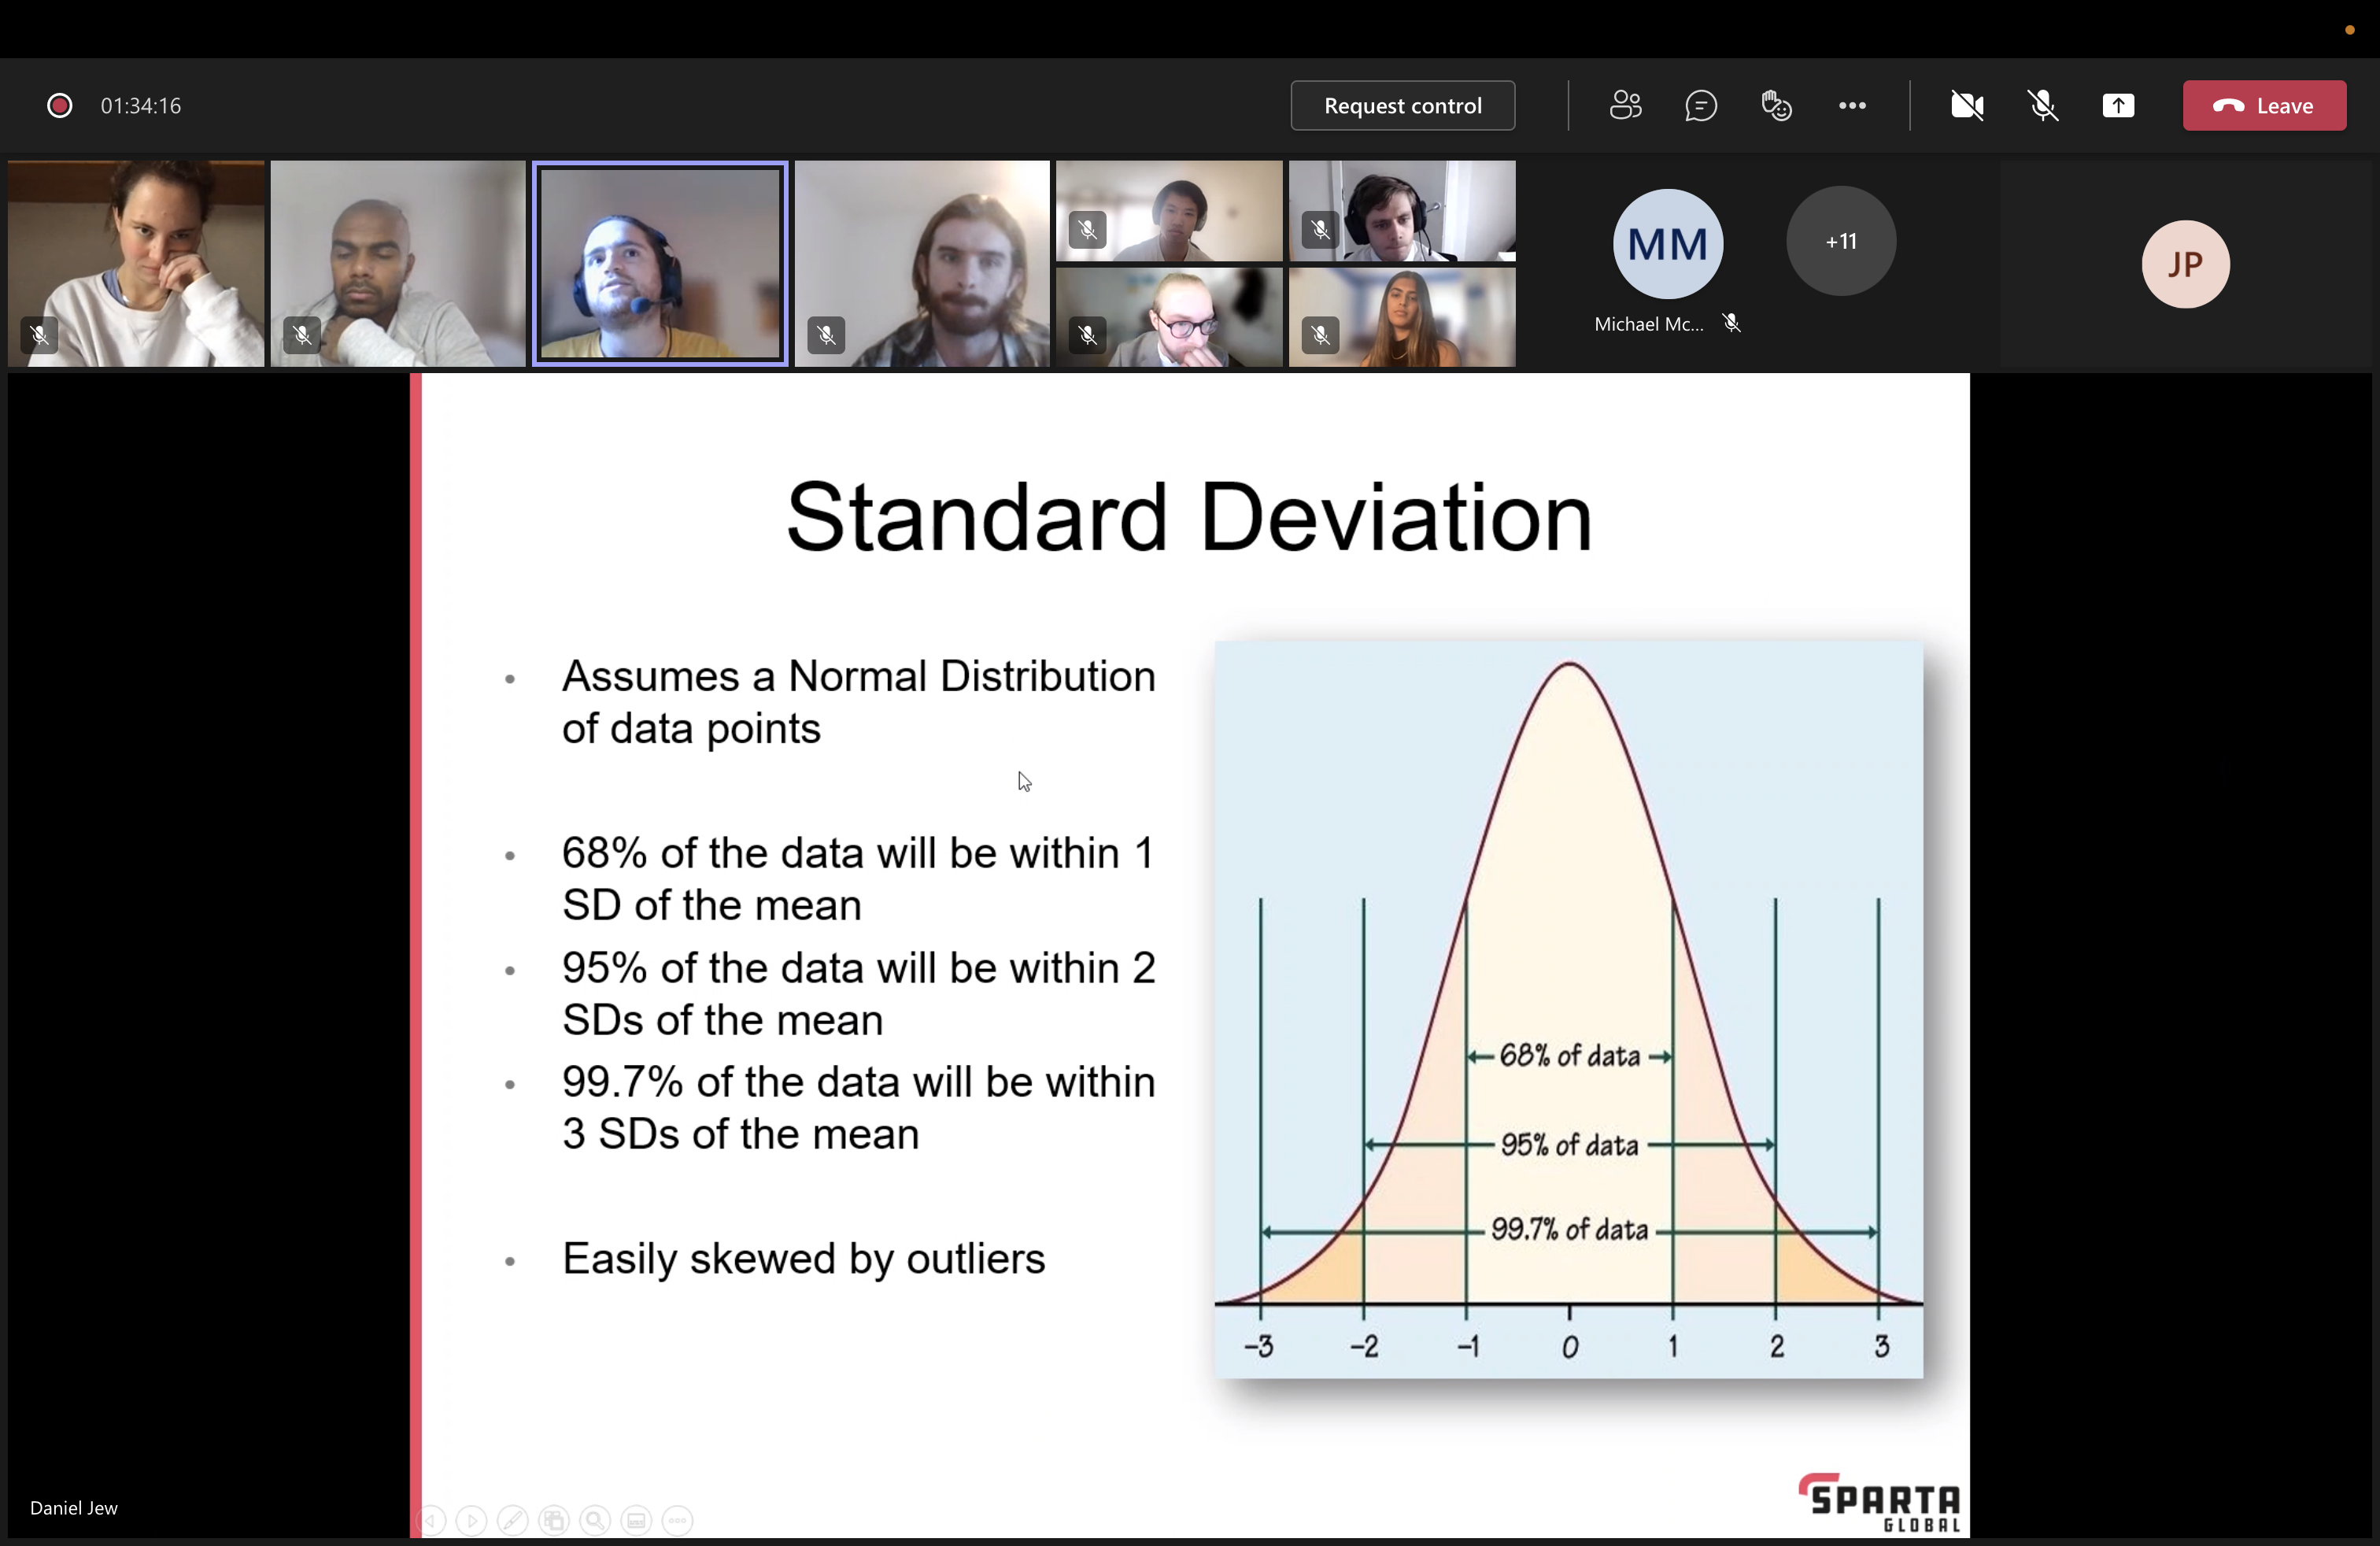 01:34:16
Request control
Leave
MM
+11
JP
Michael Mc...
Standard Deviation
Assumes a Normal Distribution
of data points
68% of the data will be within 1
SD of the mean
95% of the data will be within 2
SDs of the mean
99.7% of the data will be within
3 SDs of the mean
Easily skewed by outliers
68% of data
95% of data
99.7% of data
-3 -2 -1 0 1 2 3
Daniel Jew
SPARTA
GLOBAL